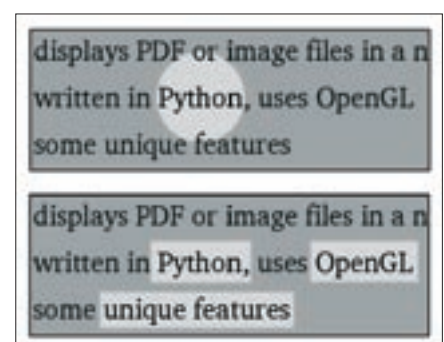 displays PDF or image files in a n
written in Python, uses OpenGL
some unique features
displays PDF or image files in a n
written in Python, uses OpenGL
some unique features